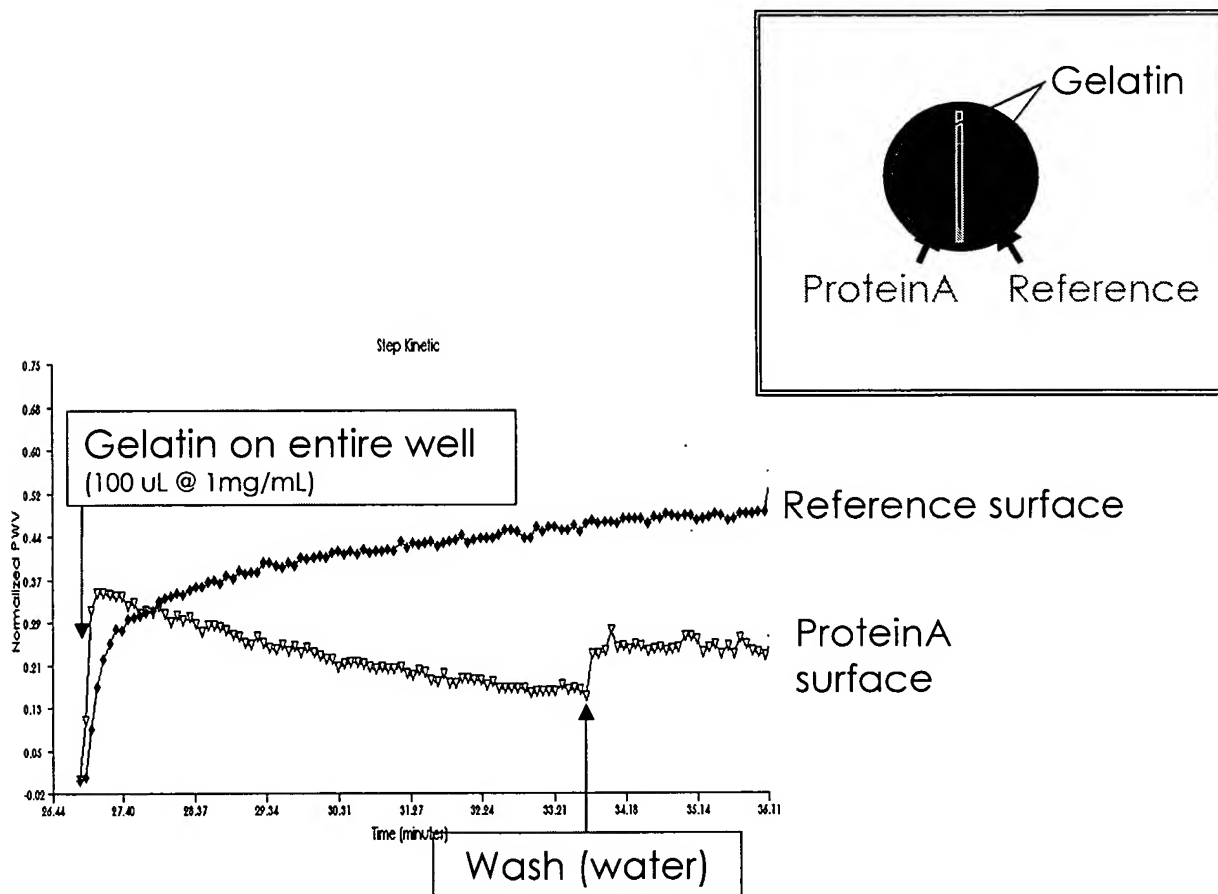 Gelatin
ProteinA Reference
Step Kinetic
0.75
0.68
0.60
0.52
0.44
0.37
0.29
0.21
0.13
0.05
-0.02
Normalized PWV
Gelatin on entire well
(100 uL @ 1mg/mL)
Reference surface
ProteinA
surface
26.44 27.40 28.37 29.34 30.31 31.27 32.24 33.21 34.18 35.14 36.11
Time (minutes)
Wash (water)